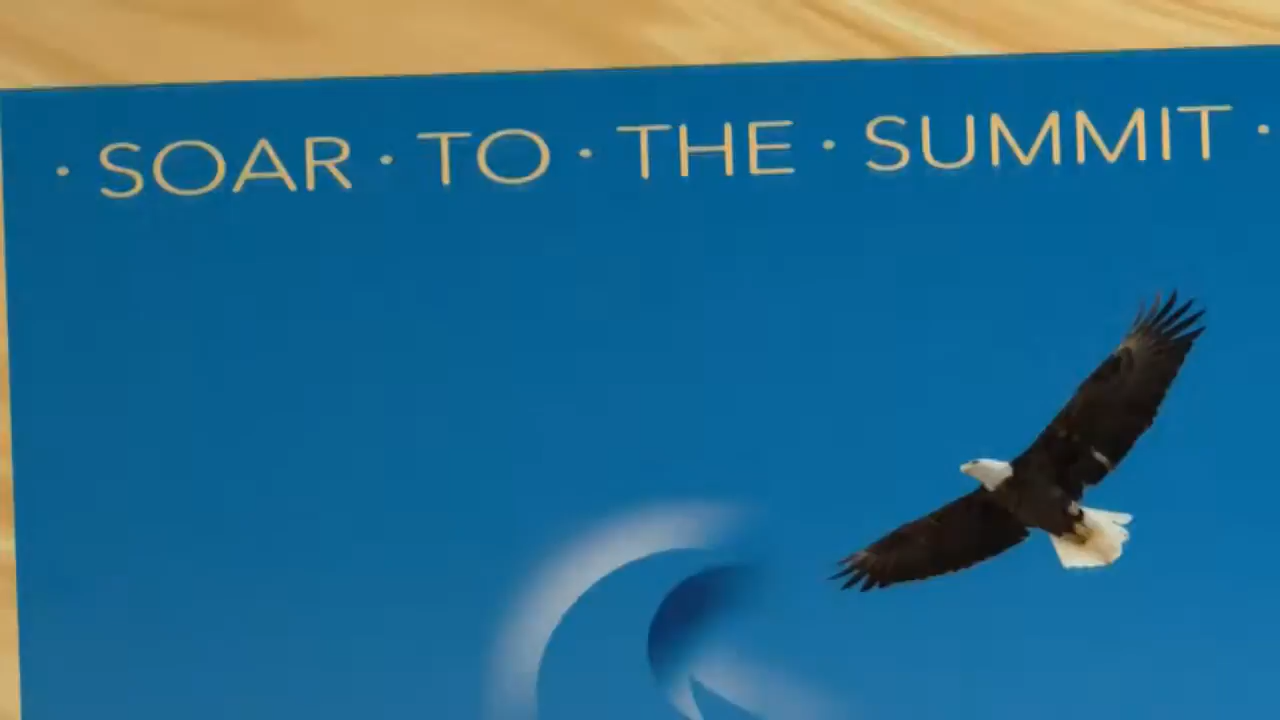 · SOAR · TO · THE · SUMMIT ·